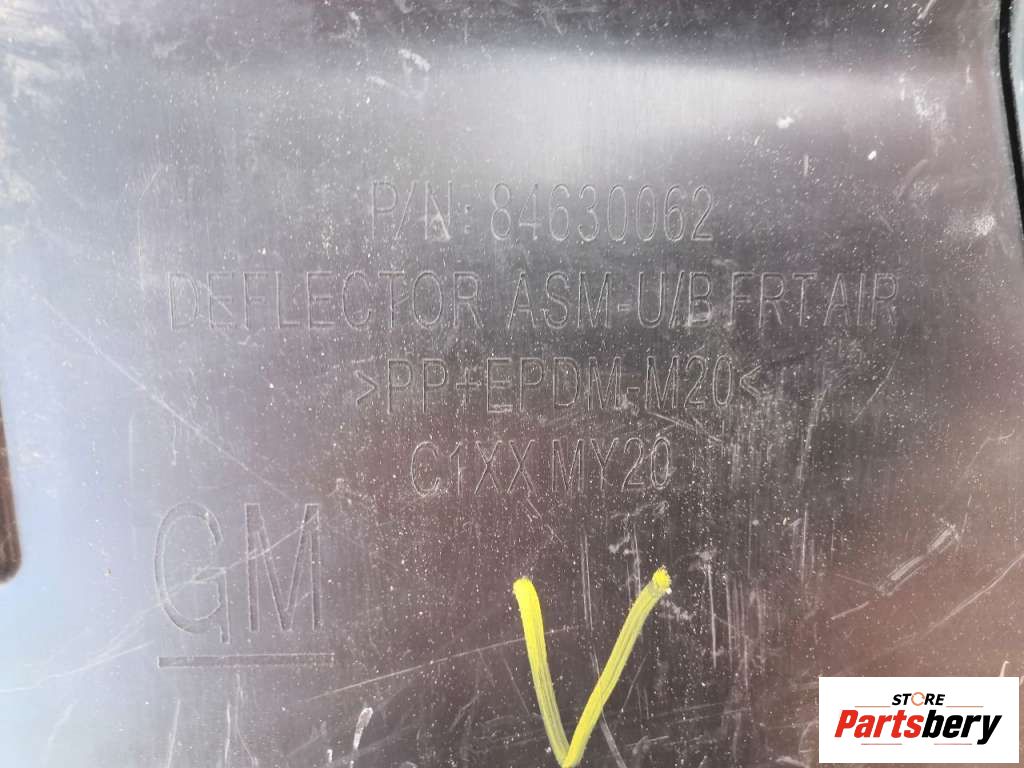 P/N: 84630062
DEFLECTOR ASM-U/B FRT AIR
>PP+EPDM-M20<
C1XX MY20
GM
STORE
Partsbery